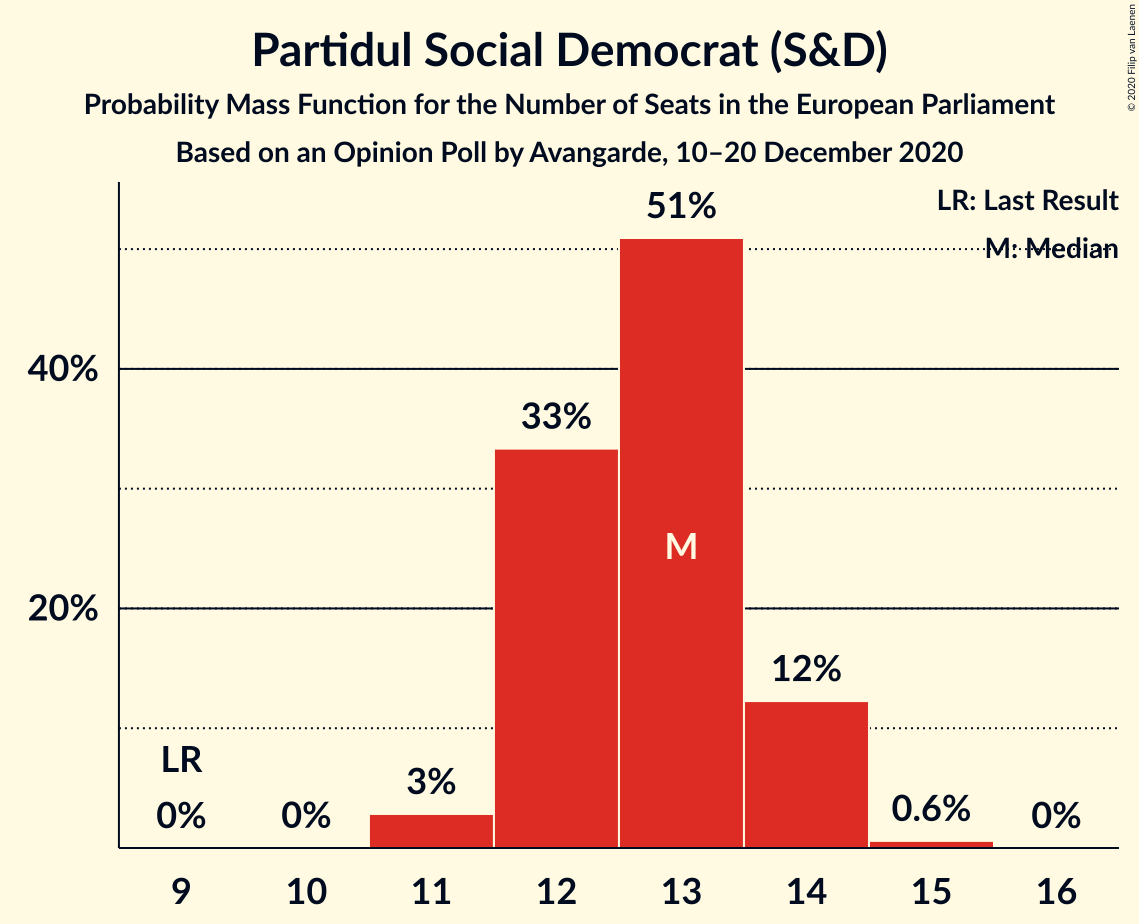 Partidul Social Democrat (S&D)
Probability Mass Function for the Number of Seats in the European Parliament
Based on an Opinion Poll by Avangarde, 10–20 December 2020
© 2020 Filip van Laenen
LR: Last Result
M: Median
40%
20%
LR
0%
0%
3%
33%
51%
M
12%
0.6%
0%
9 10 11 12 13 14 15 16